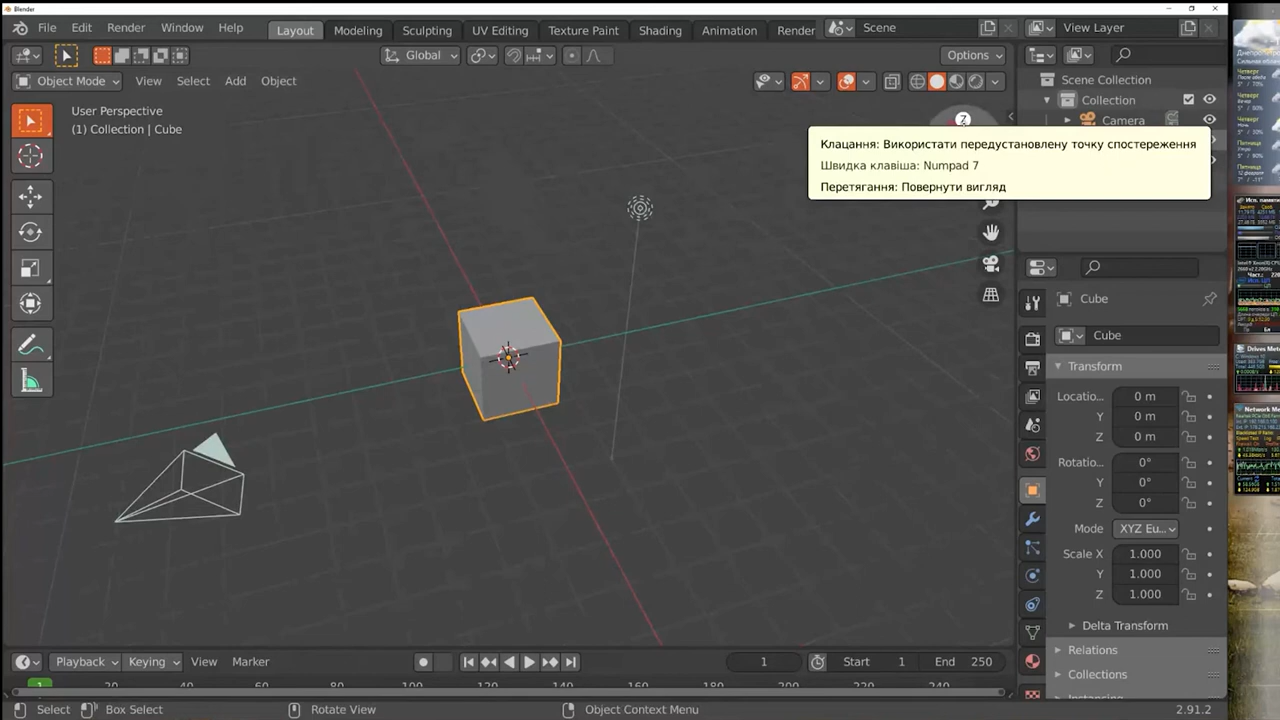 Blender
File Edit Render Window Help
Layout Modeling Sculpting UV Editing Texture Paint Shading Animation Render
Scene
View Layer
Global
Options
Object Mode View Select Add Object
User Perspective
(1) Collection | Cube
Z
Клацання: Використати передустановлену точку спостереження
Швидка клавіша: Numpad 7
Перетягання: Повернути вигляд
Scene Collection
Collection
Camera
Cube
Cube
Transform
Locatio... 0 m
Y 0 m
Z 0 m
Rotatio... 0°
Y 0°
Z 0°
Mode XYZ Eu...
Scale X 1.000
Y 1.000
Z 1.000
Delta Transform
Relations
Collections
Playback Keying View Marker
1 Start 1 End 250
1 20 40 60 80 100 120 140 160 180 200 220 240
Select Box Select Rotate View Object Context Menu 2.91.2